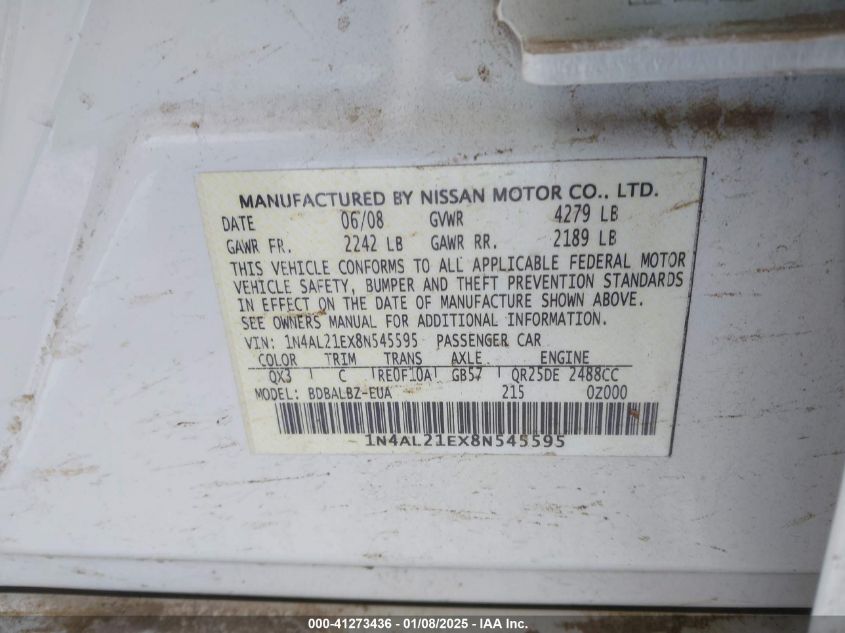 MANUFACTURED BY NISSAN MOTOR CO., LTD.
DATE 06/08 GVWR 4279 LB
GAWR FR. 2242 LB GAWR RR. 2189 LB
THIS VEHICLE CONFORMS TO ALL APPLICABLE FEDERAL MOTOR
VEHICLE SAFETY, BUMPER AND THEFT PREVENTION STANDARDS
IN EFFECT ON THE DATE OF MANUFACTURE SHOWN ABOVE.
SEE OWNERS MANUAL FOR ADDITIONAL INFORMATION.
VIN: 1N4AL21EX8N545595 PASSENGER CAR
COLOR TRIM TRANS AXLE ENGINE
QX3 C RE0F10A GB57 QR25DE 2488CC
MODEL: BDBALBZ-EUA 215 0Z000
1N4AL21EX8N545595
000-41273436 - 01/08/2025 - IAA Inc.